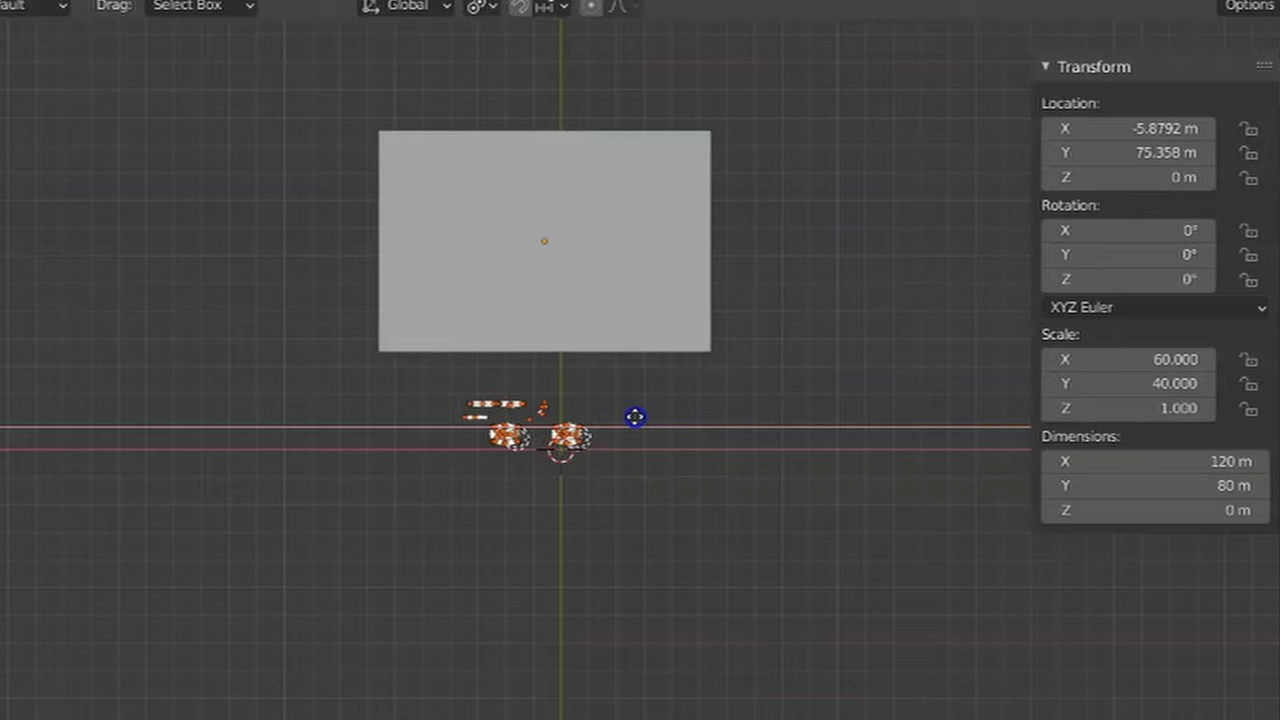 Drag: Select Box Global Options
Transform
Location:
X -5.8792 m
Y 75.358 m
Z 0 m
Rotation:
X 0°
Y 0°
Z 0°
XYZ Euler
Scale:
X 60.000
Y 40.000
Z 1.000
Dimensions:
X 120 m
Y 80 m
Z 0 m